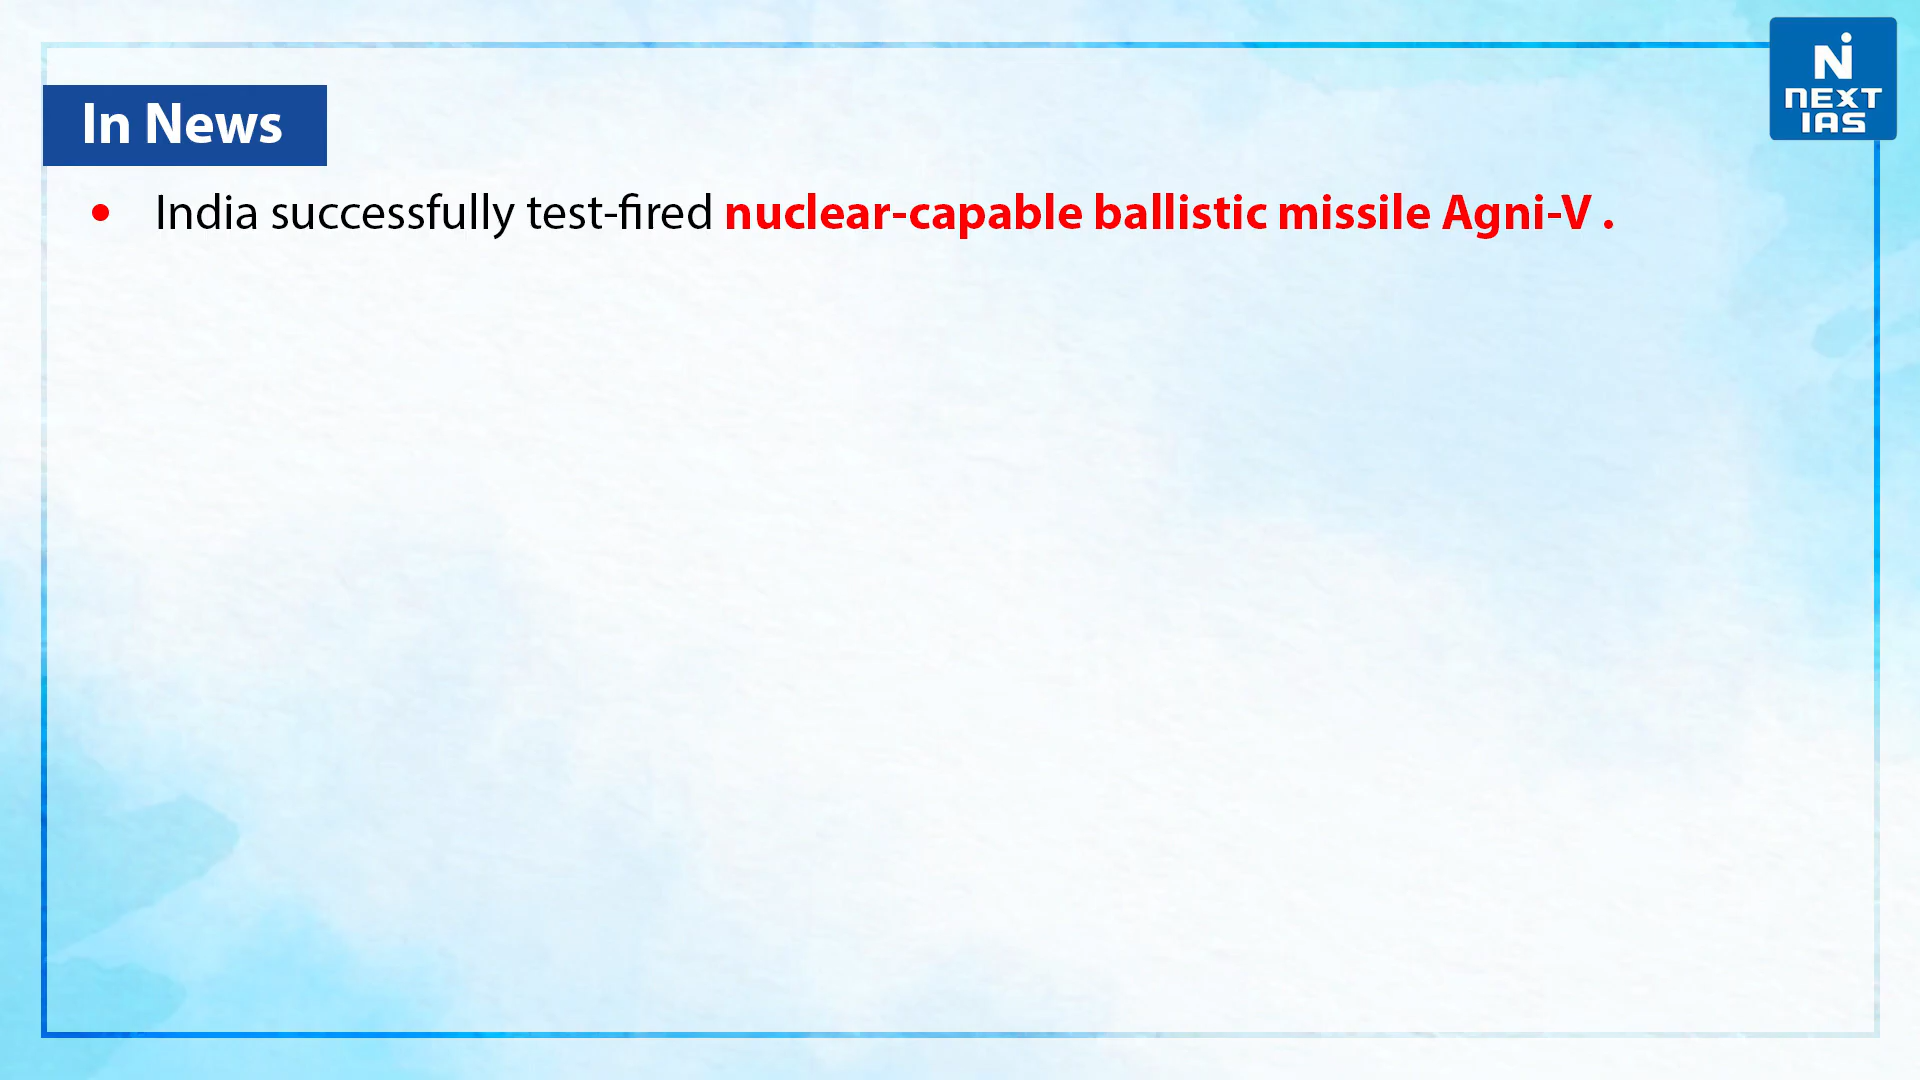 NEXT
IAS
In News
• India successfully test-fired nuclear-capable ballistic missile Agni-V .